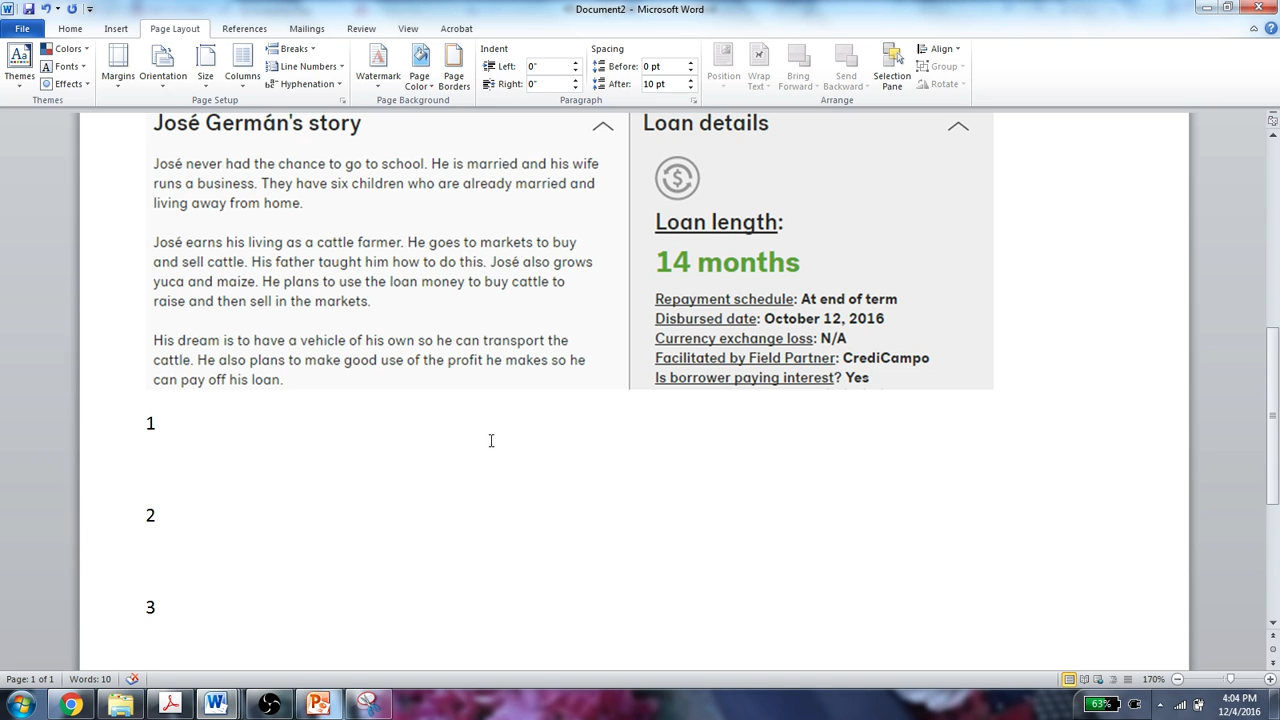 Document2 - Microsoft Word
File Home Insert Page Layout References Mailings Review View Acrobat
Themes Colors Fonts Effects Themes
Margins Orientation Size Columns Breaks Line Numbers Hyphenation Page Setup
Watermark Page Color Page Borders Page Background
Indent Left: 0" Right: 0" Spacing Before: 0 pt After: 10 pt Paragraph
Position Wrap Text Bring Forward Send Backward Selection Pane Align Group Rotate Arrange
José Germán's story
José never had the chance to go to school. He is married and his wife
runs a business. They have six children who are already married and
living away from home.
José earns his living as a cattle farmer. He goes to markets to buy
and sell cattle. His father taught him how to do this. José also grows
yuca and maize. He plans to use the loan money to buy cattle to
raise and then sell in the markets.
His dream is to have a vehicle of his own so he can transport the
cattle. He also plans to make good use of the profit he makes so he
can pay off his loan.
Loan details
$
Loan length:
14 months
Repayment schedule: At end of term
Disbursed date: October 12, 2016
Currency exchange loss: N/A
Facilitated by Field Partner: CrediCampo
Is borrower paying interest? Yes
1
2
3
Page: 1 of 1 Words: 10 170%
63% 4:04 PM
12/4/2016